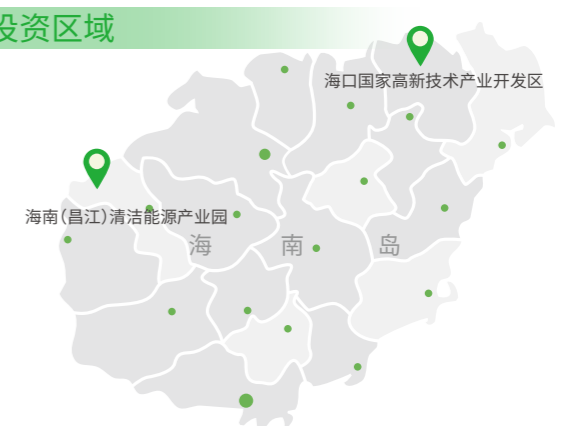 投资区域
海口国家高新技术产业开发区
海南(昌江)清洁能源产业园
海南岛